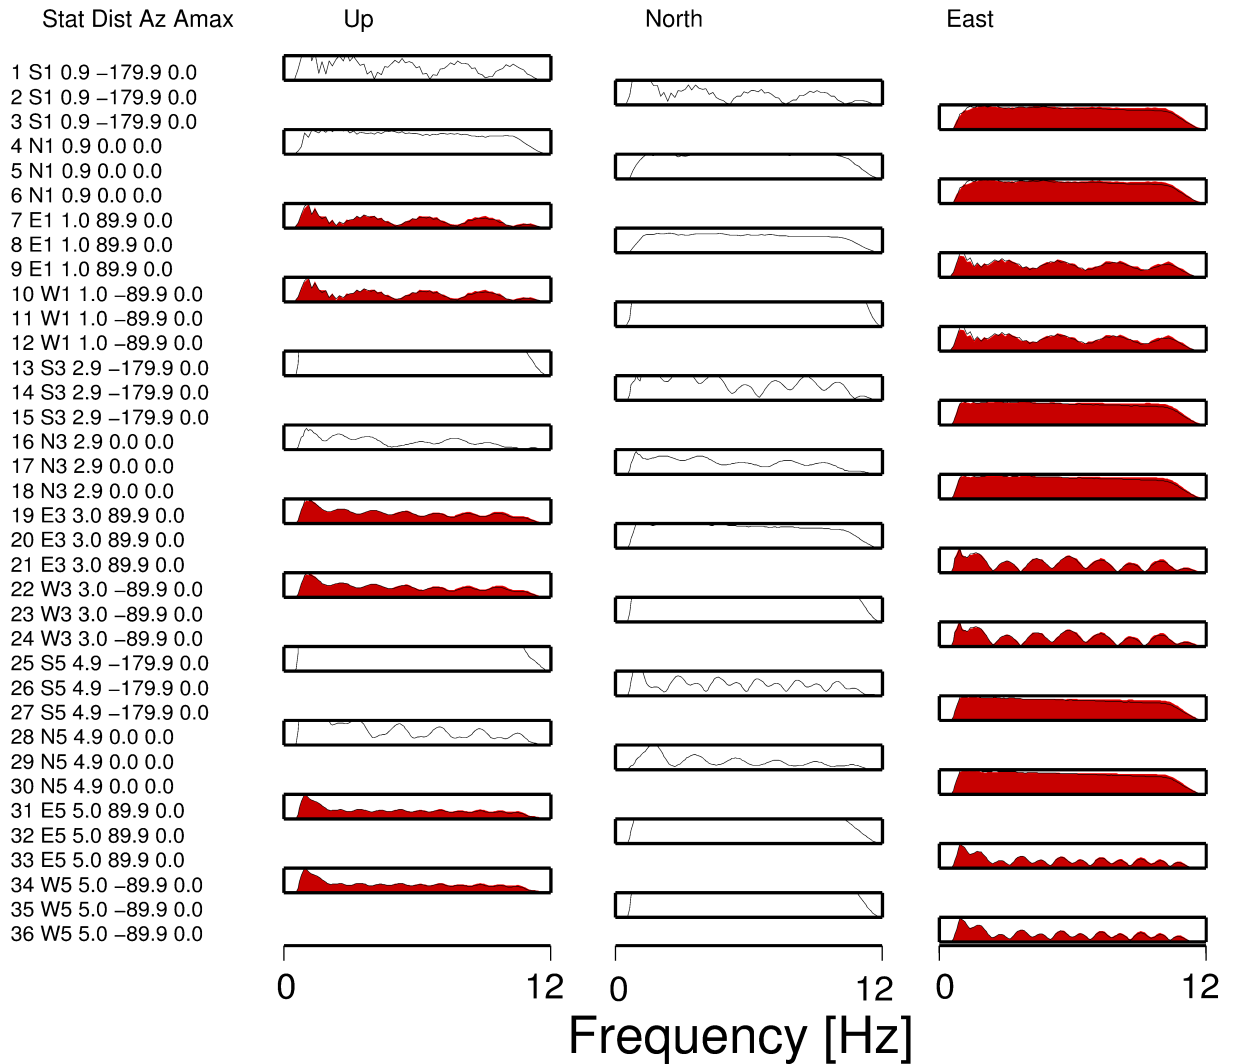 Stat Dist Az Amax Up North East
1 S1 0.9 −179.9 0.0
2 S1 0.9 −179.9 0.0
3 S1 0.9 −179.9 0.0
4 N1 0.9 0.0 0.0
5 N1 0.9 0.0 0.0
6 N1 0.9 0.0 0.0
7 E1 1.0 89.9 0.0
8 E1 1.0 89.9 0.0
9 E1 1.0 89.9 0.0
10 W1 1.0 −89.9 0.0
11 W1 1.0 −89.9 0.0
12 W1 1.0 −89.9 0.0
13 S3 2.9 −179.9 0.0
14 S3 2.9 −179.9 0.0
15 S3 2.9 −179.9 0.0
16 N3 2.9 0.0 0.0
17 N3 2.9 0.0 0.0
18 N3 2.9 0.0 0.0
19 E3 3.0 89.9 0.0
20 E3 3.0 89.9 0.0
21 E3 3.0 89.9 0.0
22 W3 3.0 −89.9 0.0
23 W3 3.0 −89.9 0.0
24 W3 3.0 −89.9 0.0
25 S5 4.9 −179.9 0.0
26 S5 4.9 −179.9 0.0
27 S5 4.9 −179.9 0.0
28 N5 4.9 0.0 0.0
29 N5 4.9 0.0 0.0
30 N5 4.9 0.0 0.0
31 E5 5.0 89.9 0.0
32 E5 5.0 89.9 0.0
33 E5 5.0 89.9 0.0
34 W5 5.0 −89.9 0.0
35 W5 5.0 −89.9 0.0
36 W5 5.0 −89.9 0.0
0 12 0 12 0 12
Frequency [Hz]